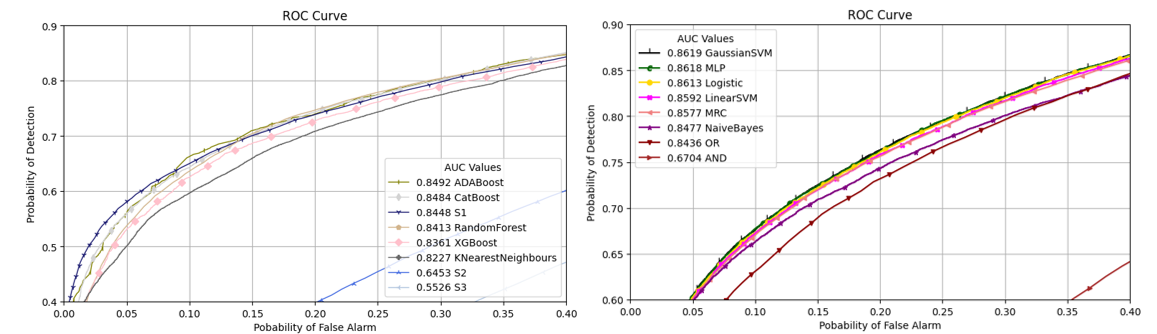 ROC Curve
0.9
0.8
0.7
0.6
0.5
0.4
Probability of Detection
AUC Values
0.8492 ADABoost
0.8484 CatBoost
0.8448 S1
0.8413 RandomForest
0.8361 XGBoost
0.8227 KNearestNeighbours
0.6453 S2
0.5526 S3
0.00 0.05 0.10 0.15 0.20 0.25 0.30 0.35 0.40
Pobability of False Alarm
ROC Curve
0.90
0.85
0.80
0.75
0.70
0.65
0.60
Probability of Detection
AUC Values
0.8619 GaussianSVM
0.8618 MLP
0.8613 Logistic
0.8592 LinearSVM
0.8577 MRC
0.8477 NaiveBayes
0.8436 OR
0.6704 AND
0.00 0.05 0.10 0.15 0.20 0.25 0.30 0.35 0.40
Pobability of False Alarm